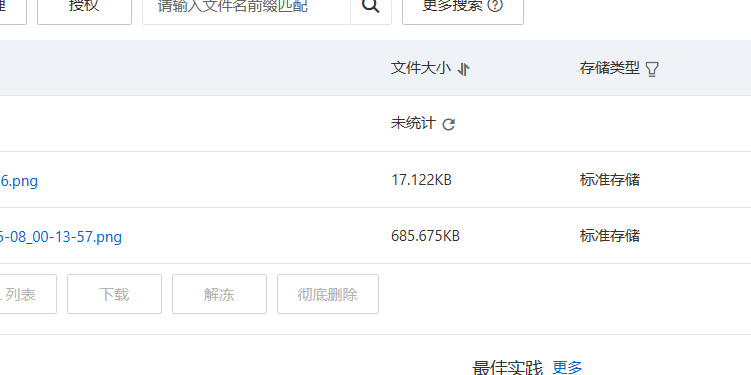 授权 请输入文件名前缀匹配 更多搜索
文件大小 存储类型
未统计
6.png 17.122KB 标准存储
-08_00-13-57.png 685.675KB 标准存储
列表 下载 解冻 彻底删除
最佳实践 更多